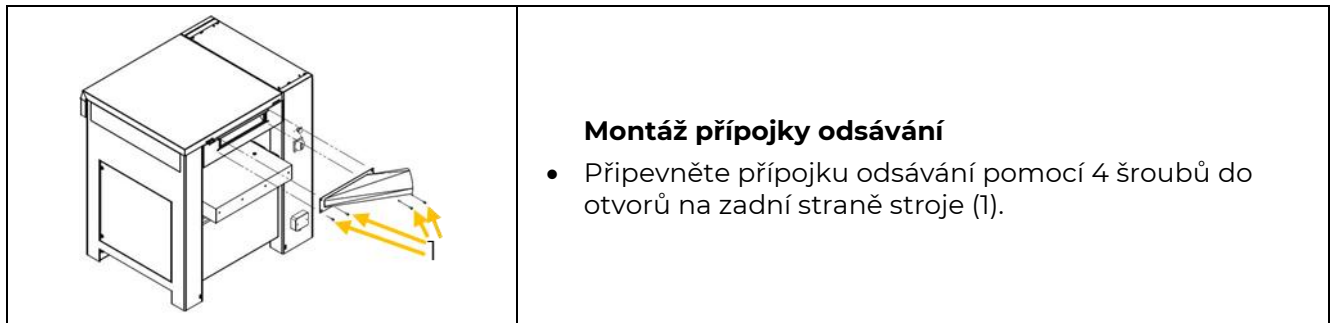 1
Montáž přípojky odsávání
• Připevněte přípojku odsávání pomocí 4 šroubů do
otvorů na zadní straně stroje (1).